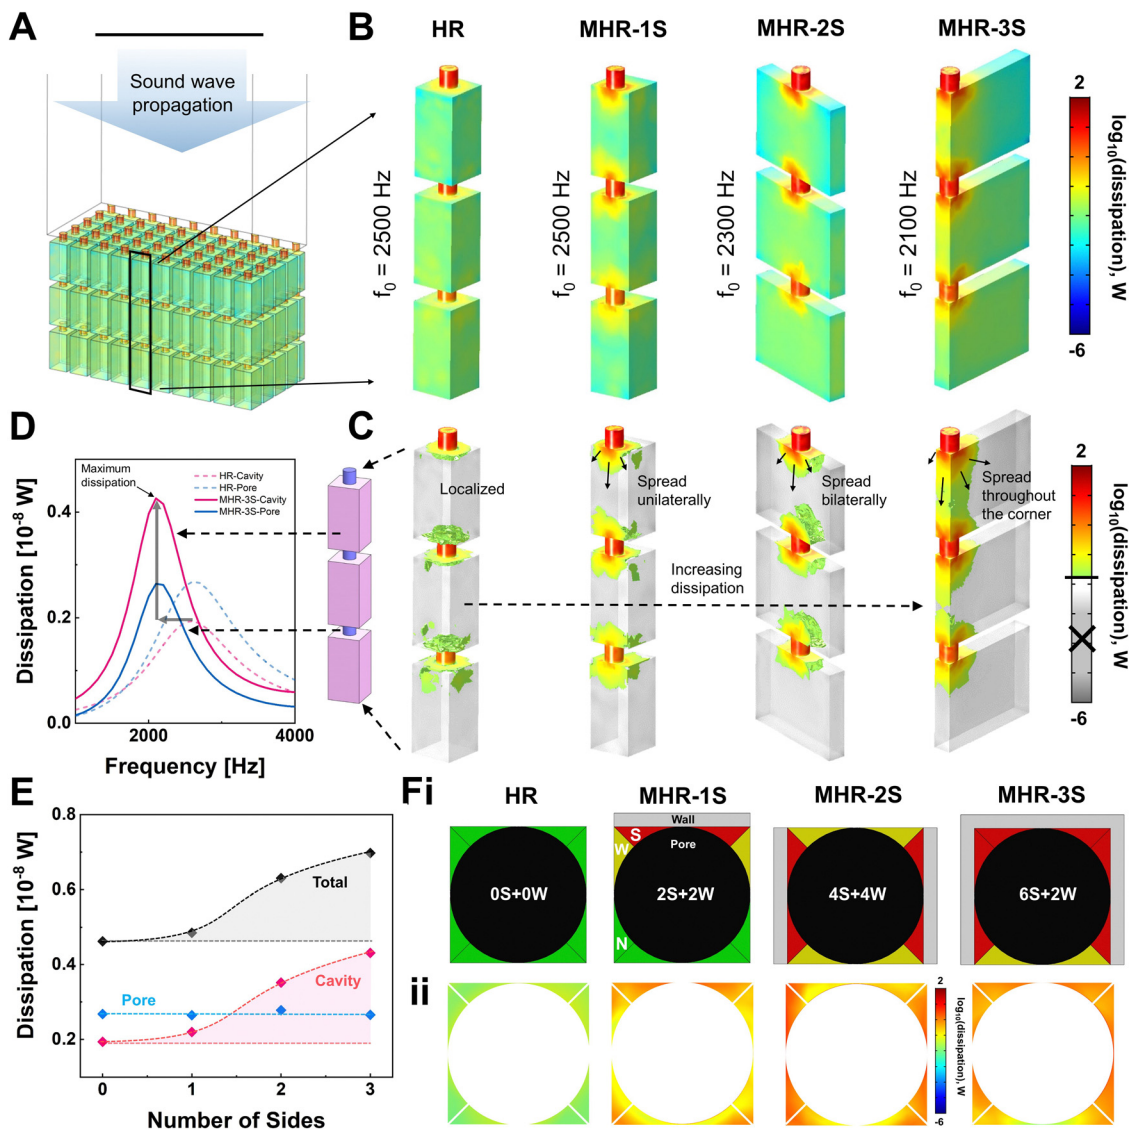 A
Sound wave
propagation
B
HR
MHR-1S
MHR-2S
MHR-3S
f0 = 2500 Hz
f0 = 2500 Hz
f0 = 2300 Hz
f0 = 2100 Hz
2
log10(dissipation), W
-6
D
Maximum
dissipation
HR-Cavity
HR-Pore
MHR-3S-Cavity
MHR-3S-Pore
0.4
0.2
0.0
2000
4000
Dissipation [10-8 W]
Frequency [Hz]
C
Localized
Spread
unilaterally
Spread
bilaterally
Spread
throughout
the corner
Increasing
dissipation
2
log10(dissipation), W
-6
E
0.8
0.6
0.4
0.2
0
1
2
3
Total
Cavity
Pore
Dissipation [10-8 W]
Number of Sides
Fi
HR
MHR-1S
MHR-2S
MHR-3S
Wall
S
W
Pore
N
0S+0W
2S+2W
4S+4W
6S+2W
ii
2
log10(dissipation), W
-6